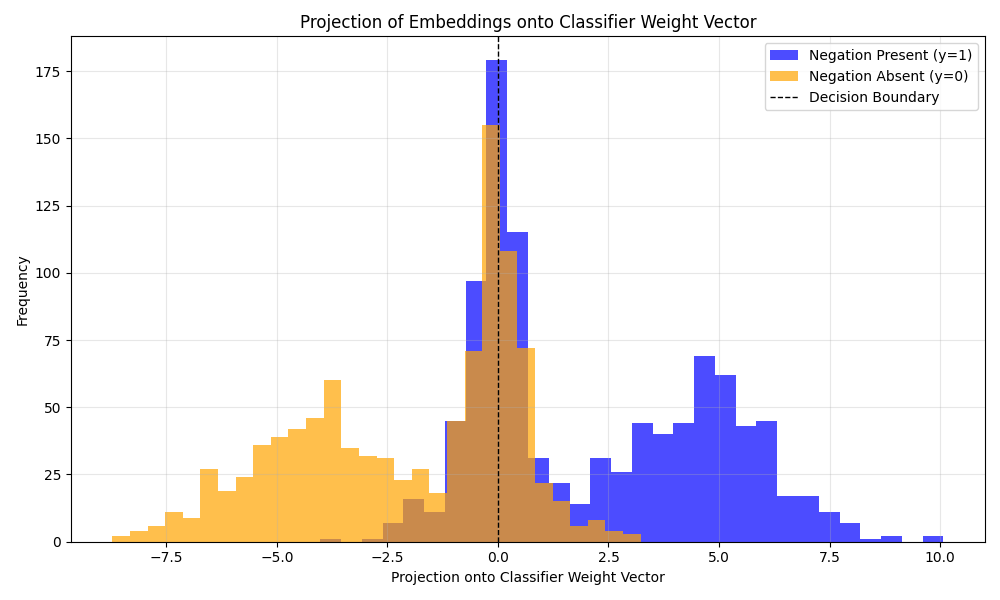 Projection of Embeddings onto Classifier Weight Vector
Negation Present (y=1)
Negation Absent (y=0)
Decision Boundary
Frequency
175
150
125
100
75
50
25
0
−7.5
−5.0
−2.5
0.0
2.5
5.0
7.5
10.0
Projection onto Classifier Weight Vector